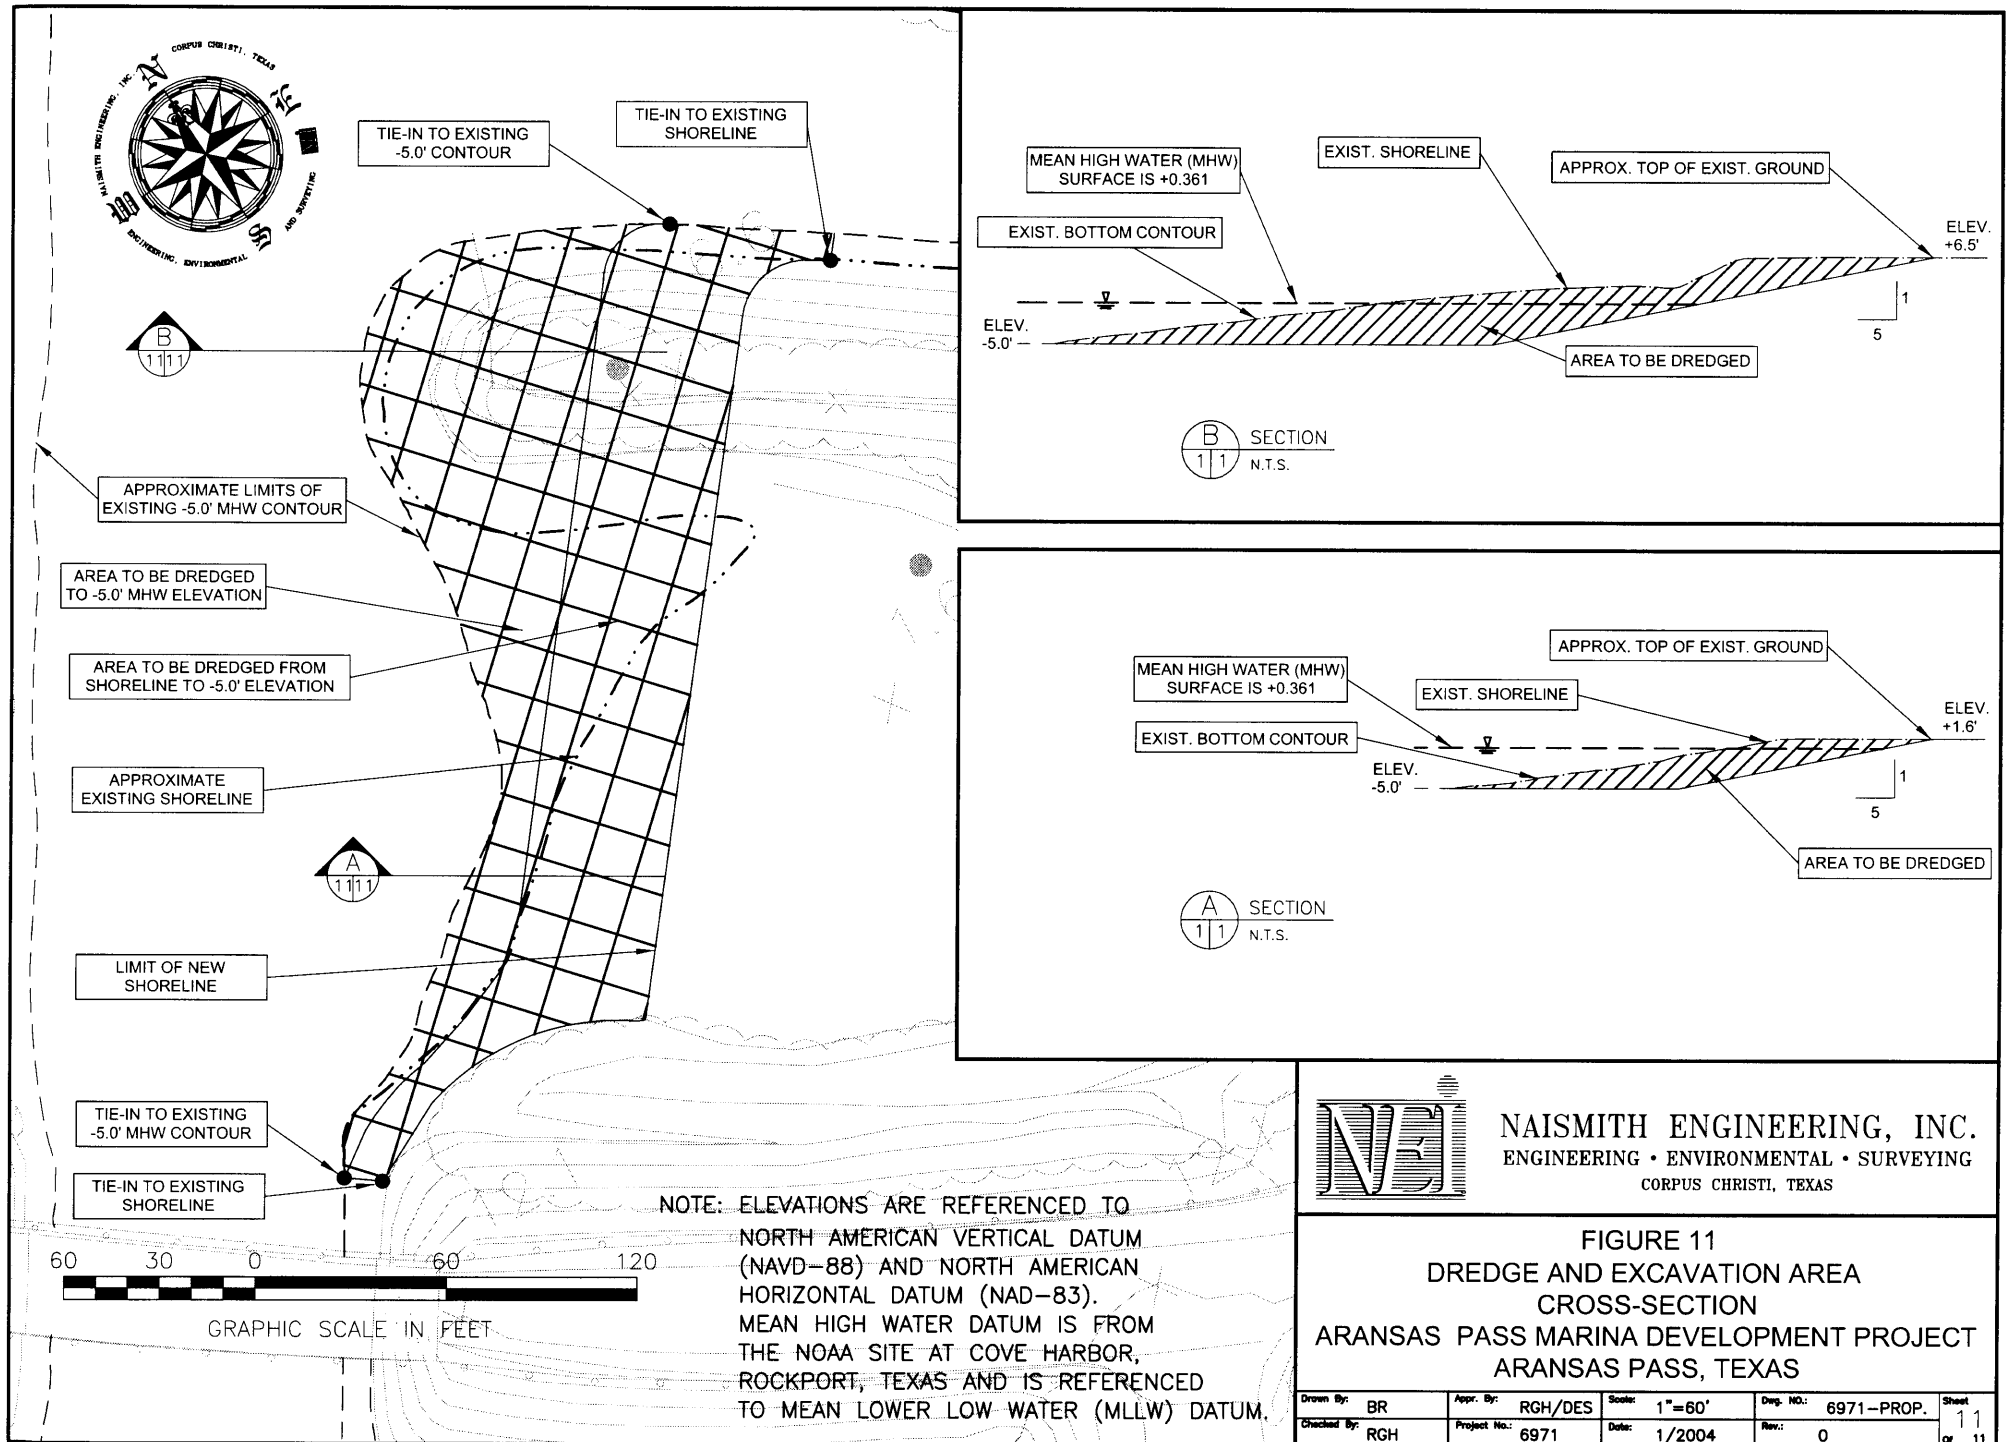 CORPUS CHRISTI, TEXAS
NAISMITH ENGINEERING, INC.
ENGINEERING, ENVIRONMENTAL
AND SURVEYING
N
E
S
W
TIE-IN TO EXISTING
-5.0' CONTOUR
TIE-IN TO EXISTING
SHORELINE
B
11 11
APPROXIMATE LIMITS OF
EXISTING -5.0' MHW CONTOUR
AREA TO BE DREDGED
TO -5.0' MHW ELEVATION
AREA TO BE DREDGED FROM
SHORELINE TO -5.0' ELEVATION
APPROXIMATE
EXISTING SHORELINE
A
11 11
LIMIT OF NEW
SHORELINE
TIE-IN TO EXISTING
-5.0' MHW CONTOUR
TIE-IN TO EXISTING
SHORELINE
60 30 0 60 120
GRAPHIC SCALE IN FEET
NOTE: ELEVATIONS ARE REFERENCED TO
NORTH AMERICAN VERTICAL DATUM
(NAVD-88) AND NORTH AMERICAN
HORIZONTAL DATUM (NAD-83).
MEAN HIGH WATER DATUM IS FROM
THE NOAA SITE AT COVE HARBOR,
ROCKPORT, TEXAS AND IS REFERENCED
TO MEAN LOWER LOW WATER (MLLW) DATUM.
MEAN HIGH WATER (MHW)
SURFACE IS +0.361
EXIST. SHORELINE
APPROX. TOP OF EXIST. GROUND
EXIST. BOTTOM CONTOUR
ELEV.
+6.5'
ELEV.
-5.0'
1
5
AREA TO BE DREDGED
B
1 1
SECTION
N.T.S.
APPROX. TOP OF EXIST. GROUND
MEAN HIGH WATER (MHW)
SURFACE IS +0.361
EXIST. SHORELINE
EXIST. BOTTOM CONTOUR
ELEV.
+1.6'
ELEV.
-5.0'
1
5
AREA TO BE DREDGED
A
1 1
SECTION
N.T.S.
NEI
NAISMITH ENGINEERING, INC.
ENGINEERING • ENVIRONMENTAL • SURVEYING
CORPUS CHRISTI, TEXAS
FIGURE 11
DREDGE AND EXCAVATION AREA
CROSS-SECTION
ARANSAS PASS MARINA DEVELOPMENT PROJECT
ARANSAS PASS, TEXAS
Drawn By: BR
Appr. By: RGH/DES
Scale: 1"=60'
Dwg. NO.: 6971-PROP.
Sheet 11
Checked By: RGH
Project No.: 6971
Date: 1/2004
Rev.: 0
Of 11